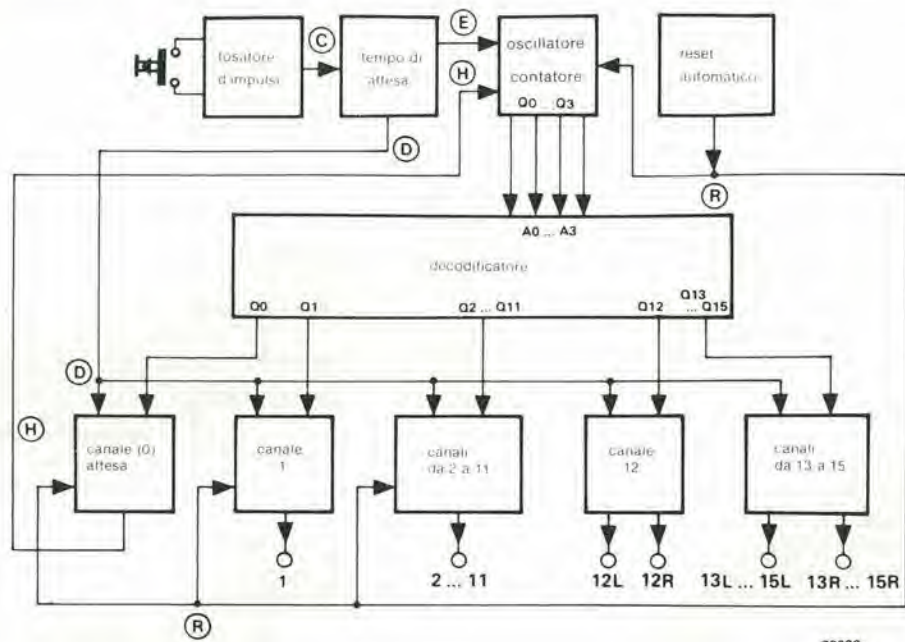 fosatore
d'impulsi
C
tempo di
attesa
E
H
oscillatore
contatore
Q0 ... Q3
reset
automatico
D
R
A0 ... A3
decodificatore
Q0 Q1 Q2 ... Q11 Q12 Q13
... Q15
D
H
canale (0)
attesa
canale
1
canali
da 2 a 11
canale
12
canali
da 13 a 15
1
2 ... 11
12L 12R
13L ... 15L 13R ... 15R
R